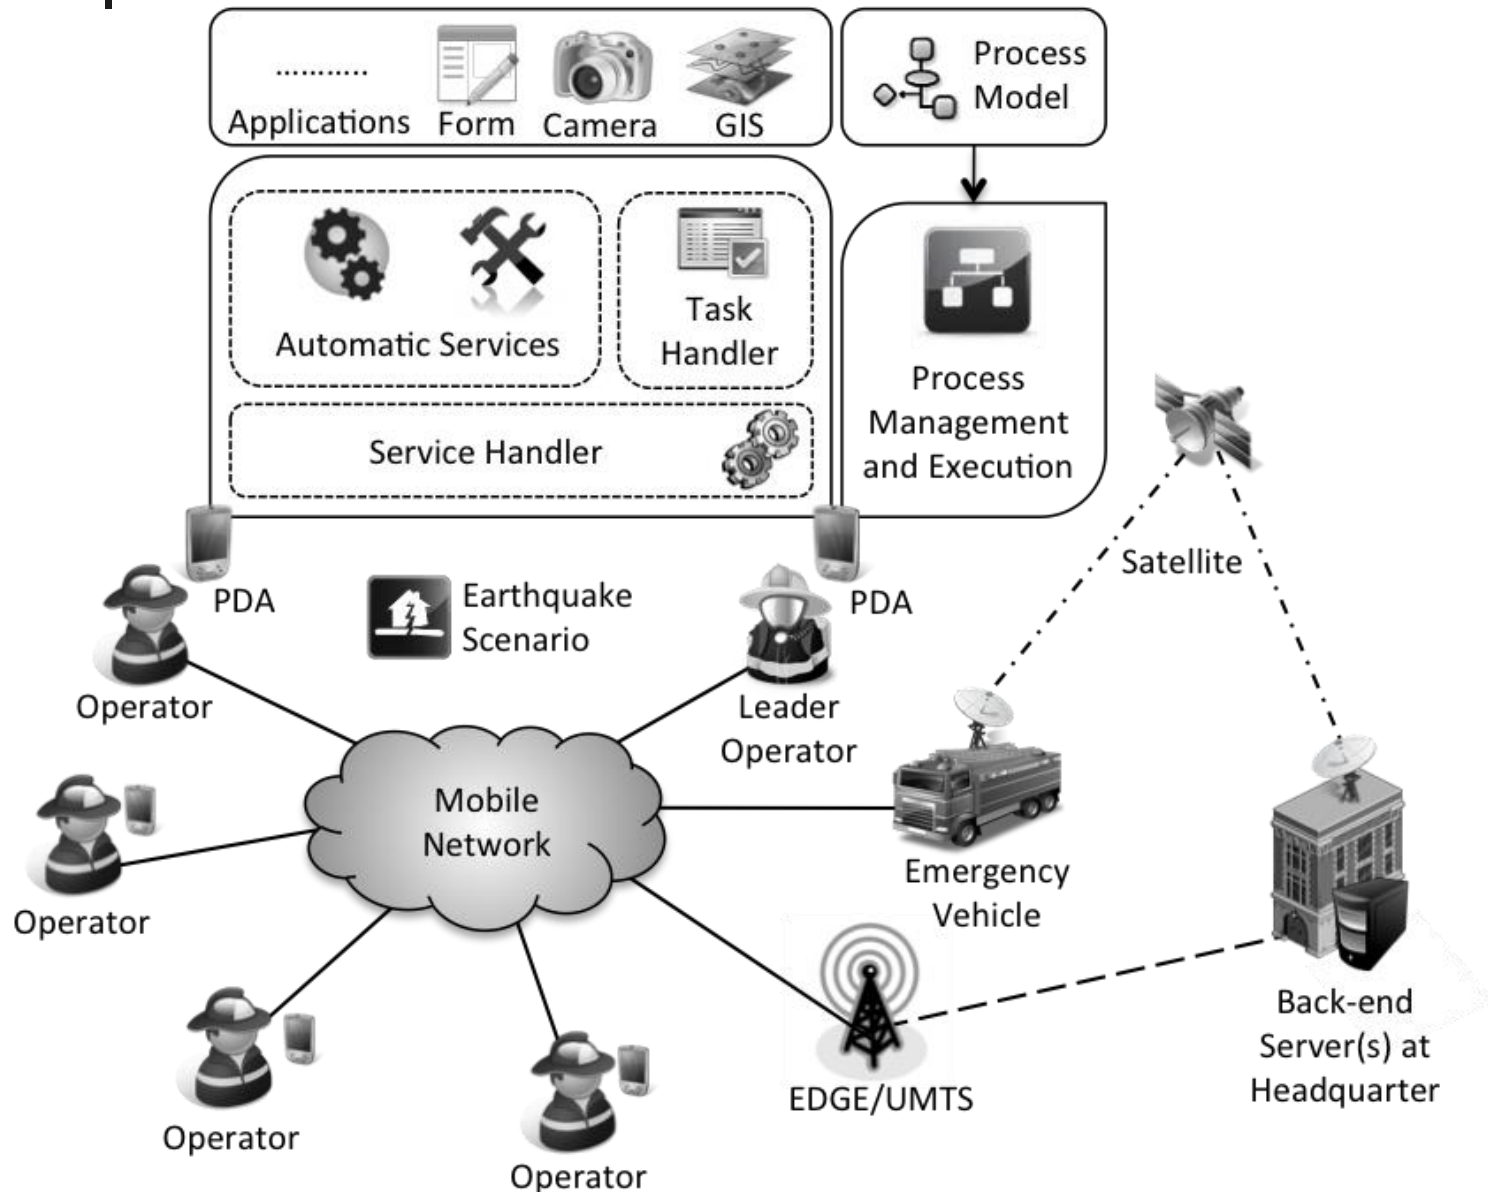 ...........
Applications
Form
Camera
GIS
Process
Model
Automatic Services
Task
Handler
Service Handler
Process
Management
and Execution
Satellite
PDA
Earthquake
Scenario
PDA
Operator
Leader
Operator
Mobile
Network
Emergency
Vehicle
Operator
Back-end
Server(s) at
Headquarter
EDGE/UMTS
Operator
Operator